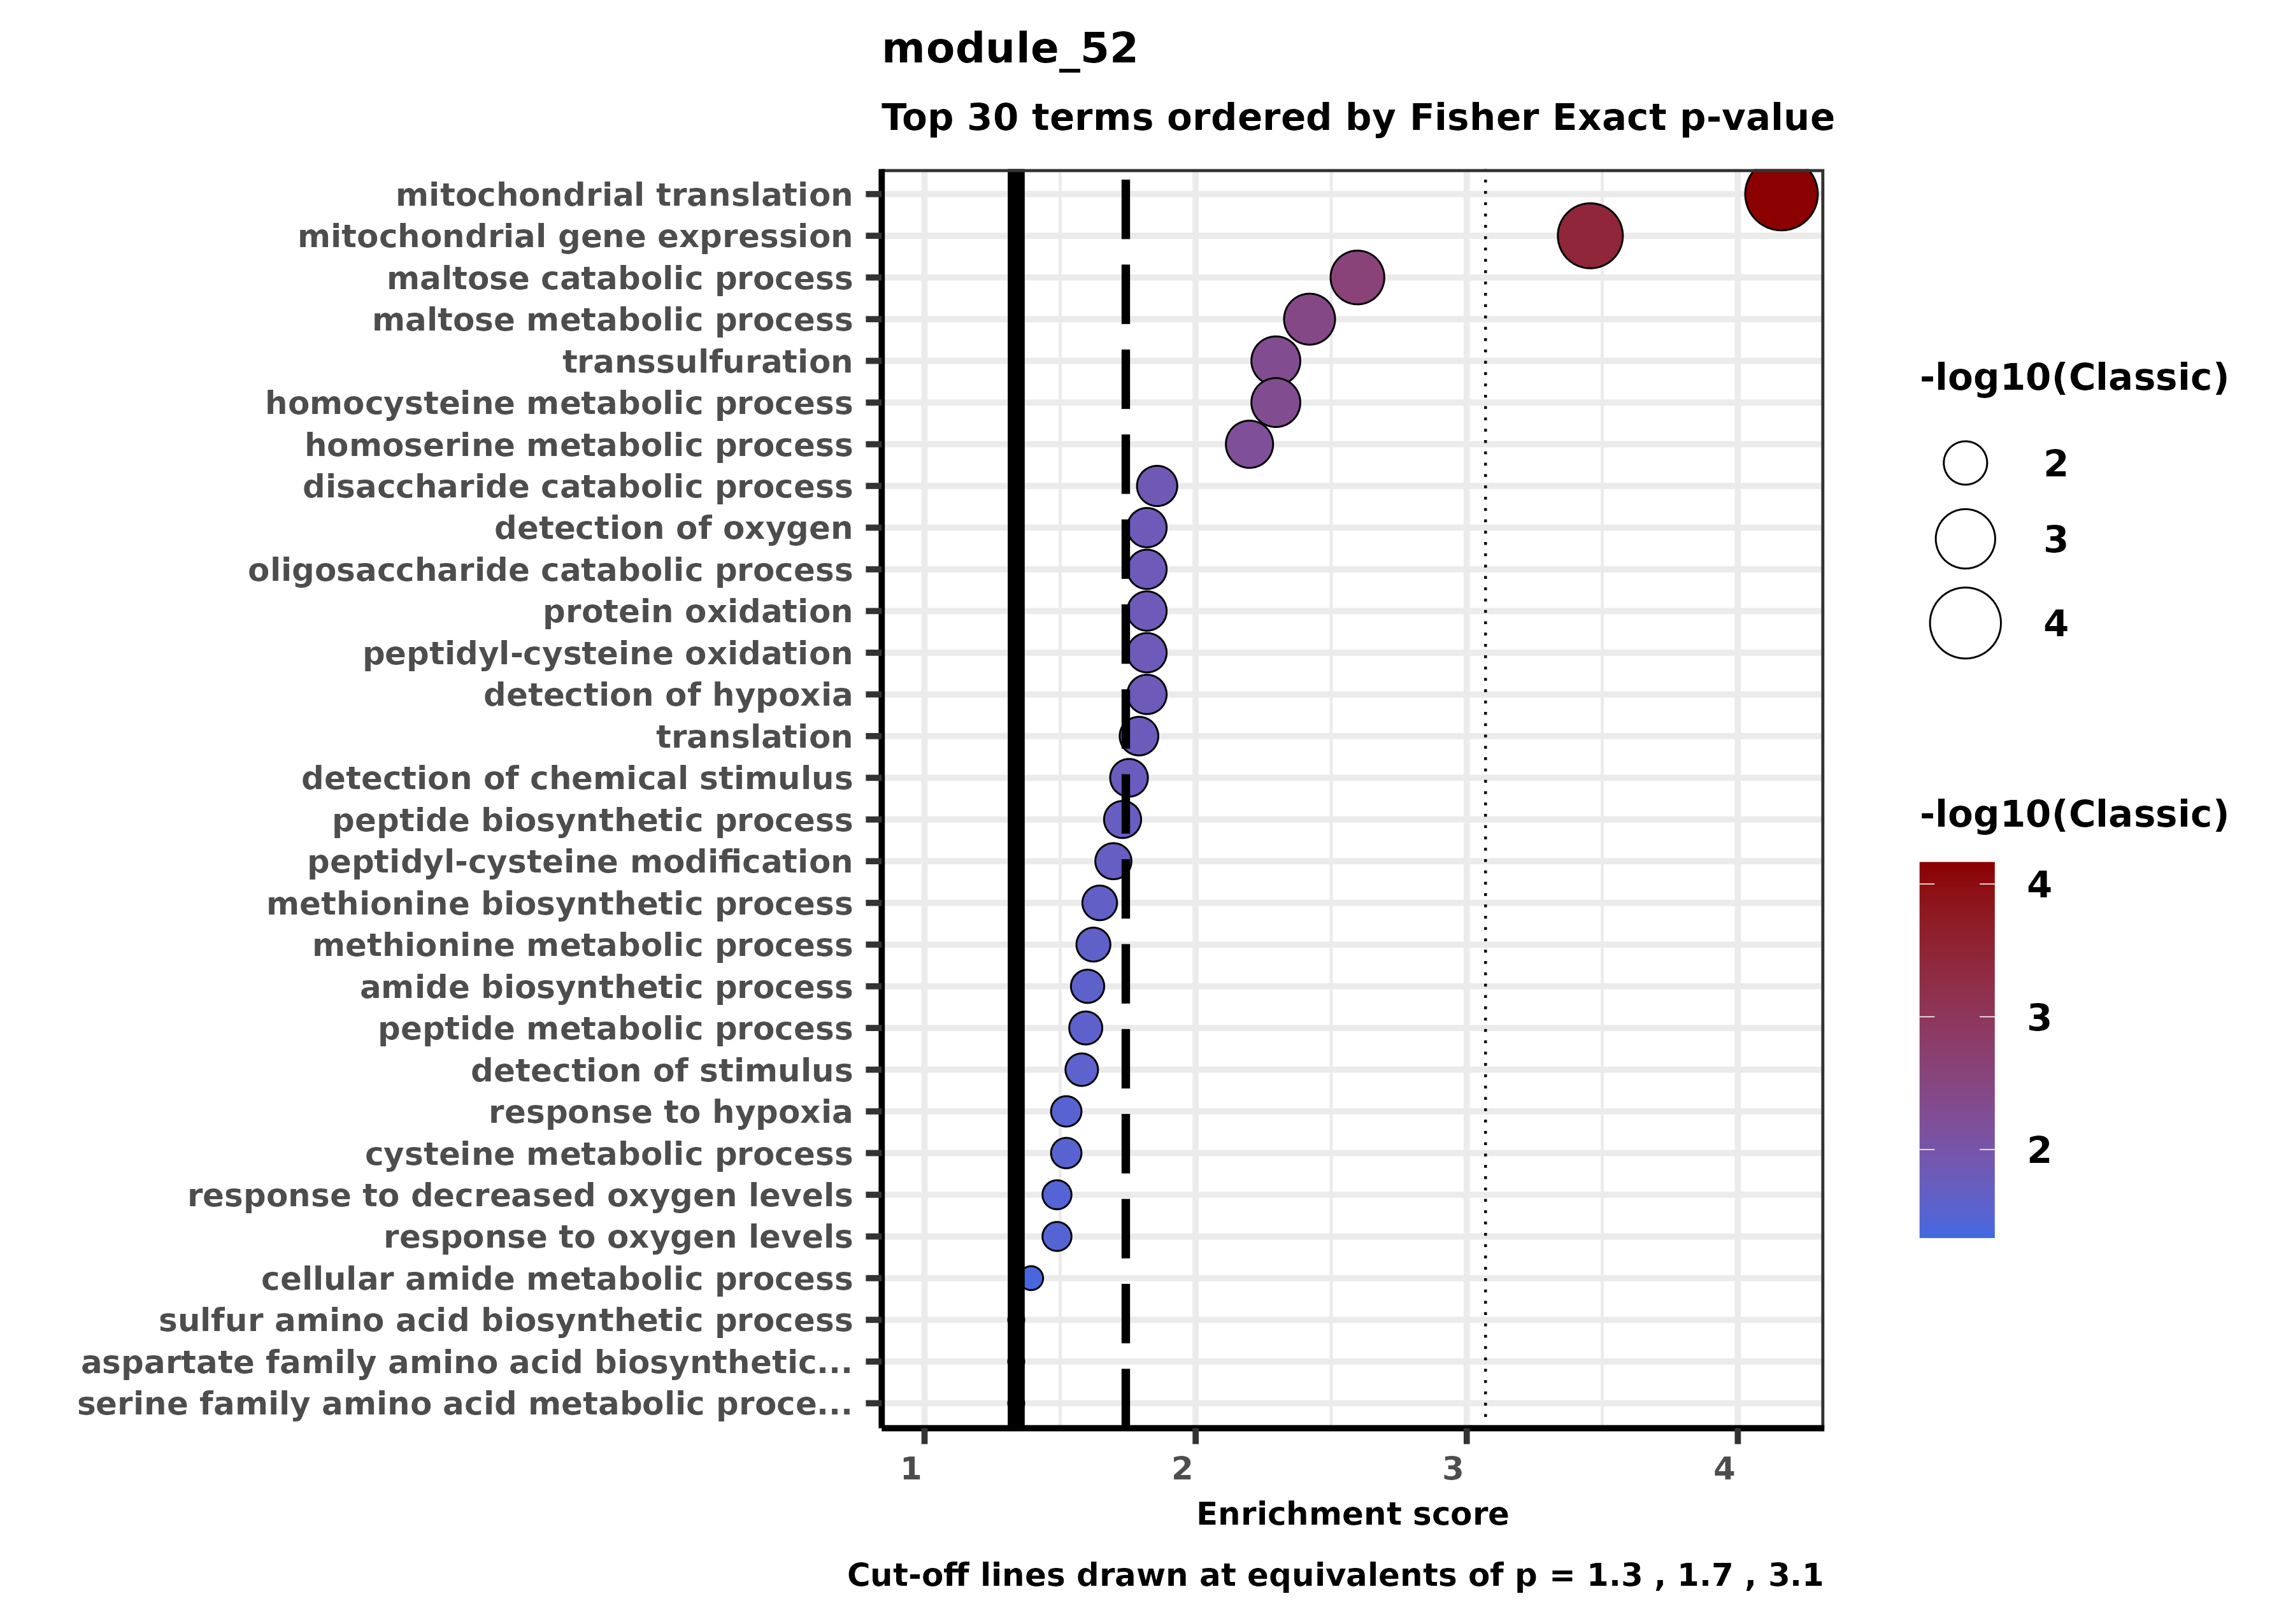 module_52
Top 30 terms ordered by Fisher Exact p-value
mitochondrial translation
mitochondrial gene expression
maltose catabolic process
maltose metabolic process
transsulfuration
homocysteine metabolic process
homoserine metabolic process
disaccharide catabolic process
detection of oxygen
oligosaccharide catabolic process
protein oxidation
peptidyl-cysteine oxidation
detection of hypoxia
translation
detection of chemical stimulus
peptide biosynthetic process
peptidyl-cysteine modification
methionine biosynthetic process
methionine metabolic process
amide biosynthetic process
peptide metabolic process
detection of stimulus
response to hypoxia
cysteine metabolic process
response to decreased oxygen levels
response to oxygen levels
cellular amide metabolic process
sulfur amino acid biosynthetic process
aspartate family amino acid biosynthetic...
serine family amino acid metabolic proce...
1 2 3 4
Enrichment score
Cut-off lines drawn at equivalents of p = 1.3 , 1.7 , 3.1
-log10(Classic)
2
3
4
-log10(Classic)
4
3
2